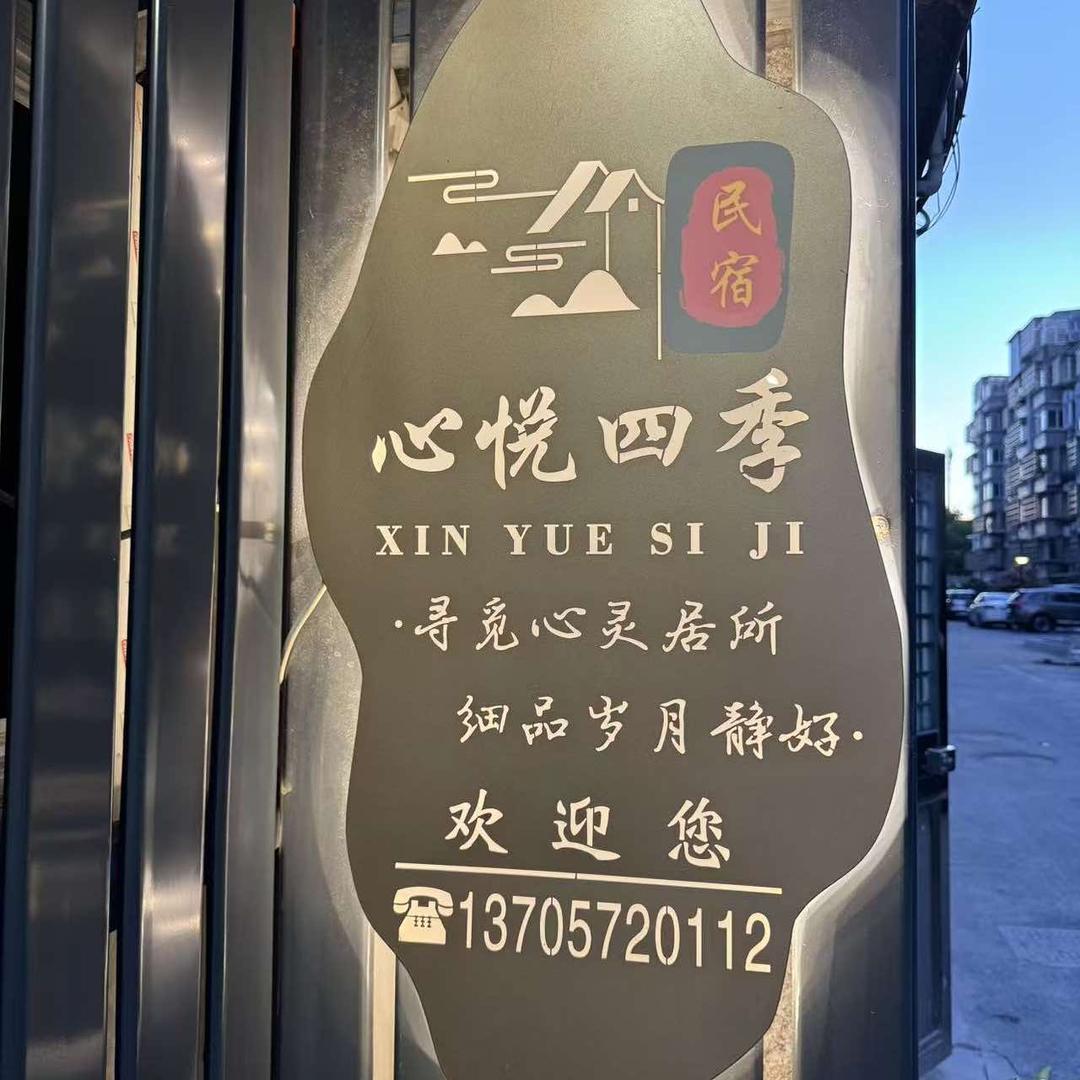 民宿
心悦四季
XIN YUE SI JI
·寻觅心灵居所
细品岁月静好·
欢迎您
13705720112